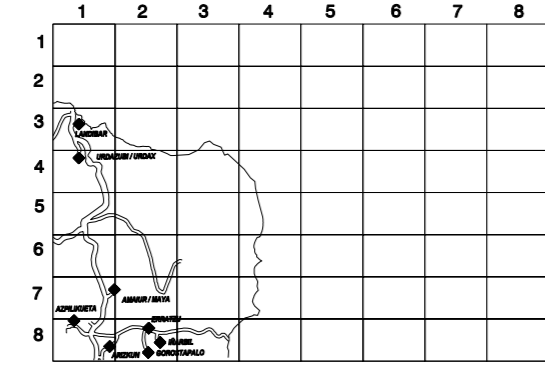 1 2 3 4 5 6 7 8
1
2
3
LANDIBAR
4
URDAZUBI / URDAX
5
6
7
AMAIUR / MAYA
AZPILIKUETA
8
ERRATZU
IÑARBIL
ARIZKUN
GOROSTAPALO